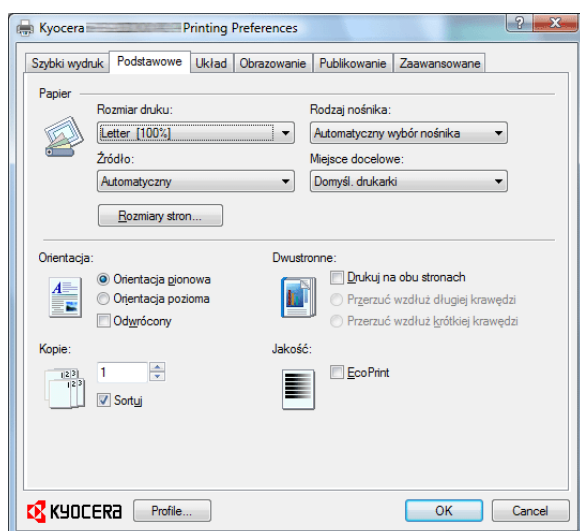 Kyocera Printing Preferences
Szybki wydruk Podstawowe Układ Obrazowanie Publikowanie Zaawansowane
Papier
Rozmiar druku: Rodzaj nośnika:
Letter [100%] Automatyczny wybór nośnika
Źródło: Miejsce docelowe:
Automatyczny Domyśl. drukarki
Rozmiary stron...
Orientacja: Dwustronne:
Orientacja pionowa Drukuj na obu stronach
Orientacja pozioma Przerzuć wzdłuż długiej krawędzi
Odwrócony Przerzuć wzdłuż krótkiej krawędzi
Kopie: Jakość:
1 EcoPrint
Sortuj
KYOCERA Profile... OK Cancel